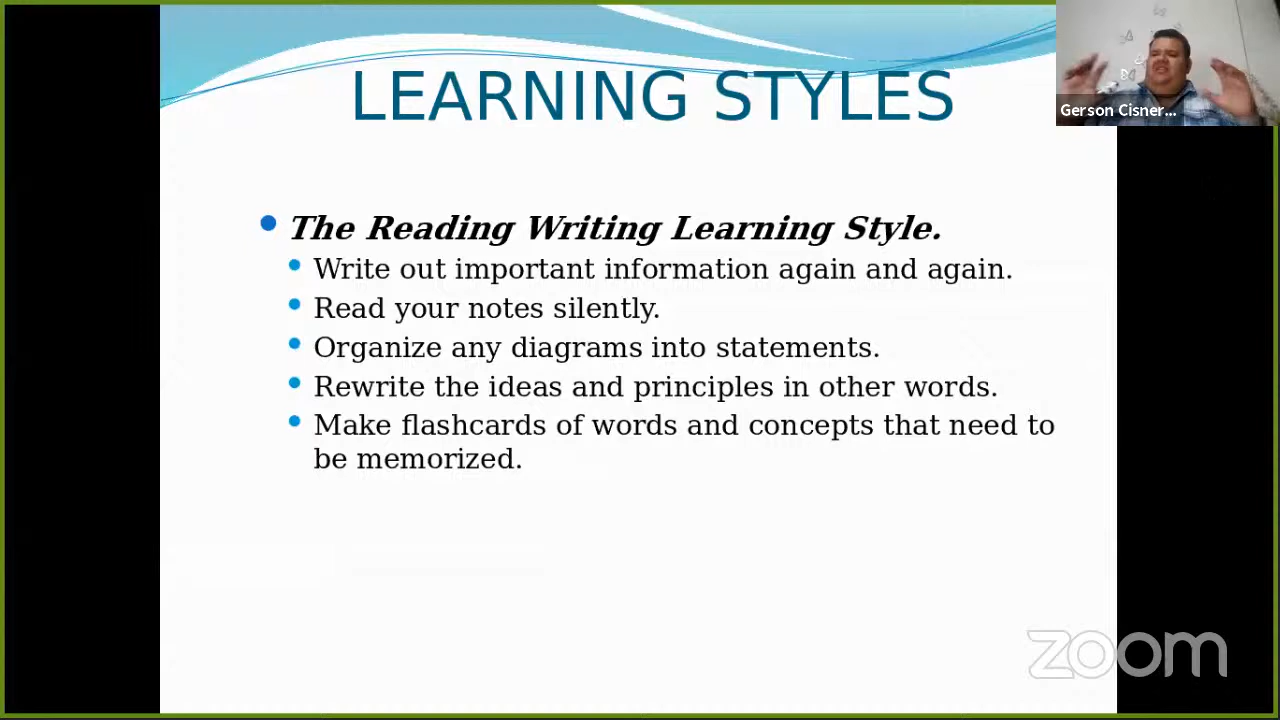 LEARNING STYLES
Gerson Cisner...
The Reading Writing Learning Style.
Write out important information again and again.
Read your notes silently.
Organize any diagrams into statements.
Rewrite the ideas and principles in other words.
Make flashcards of words and concepts that need to
be memorized.
zoom